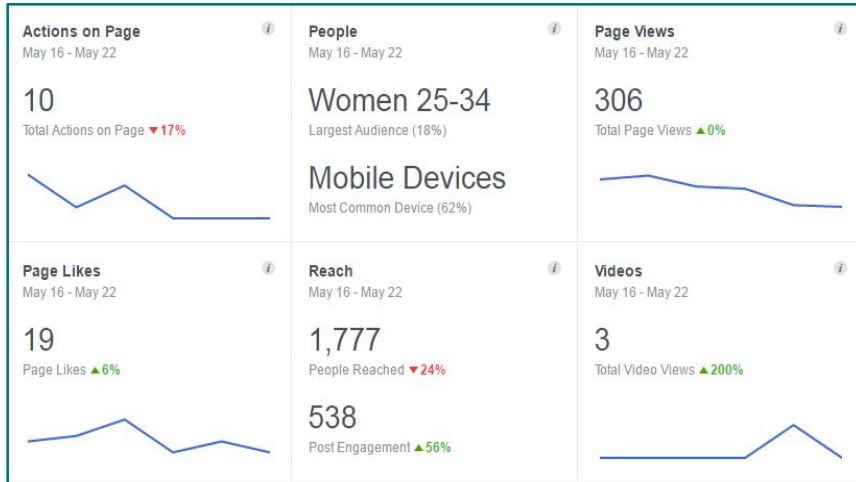 Actions on Page
May 16 - May 22
10
Total Actions on Page ▼17%
People
May 16 - May 22
Women 25-34
Largest Audience (18%)
Mobile Devices
Most Common Device (62%)
Page Views
May 16 - May 22
306
Total Page Views ▲0%
Page Likes
May 16 - May 22
19
Page Likes ▲6%
Reach
May 16 - May 22
1,777
People Reached ▼24%
538
Post Engagement ▲56%
Videos
May 16 - May 22
3
Total Video Views ▲200%